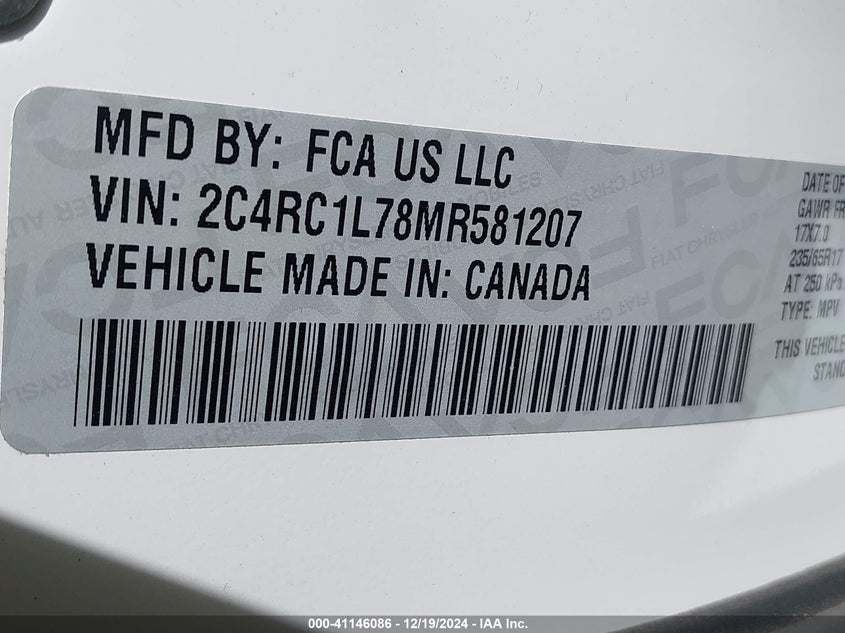 MFD BY: FCA US LLC
VIN: 2C4RC1L78MR581207
VEHICLE MADE IN: CANADA
DATE OF
GAWR FR
17X7.0
235/65R17
AT 250 kPa
TYPE: MPV
THIS VEHICLE
STAND
000-41146086 - 12/19/2024 - IAA Inc.